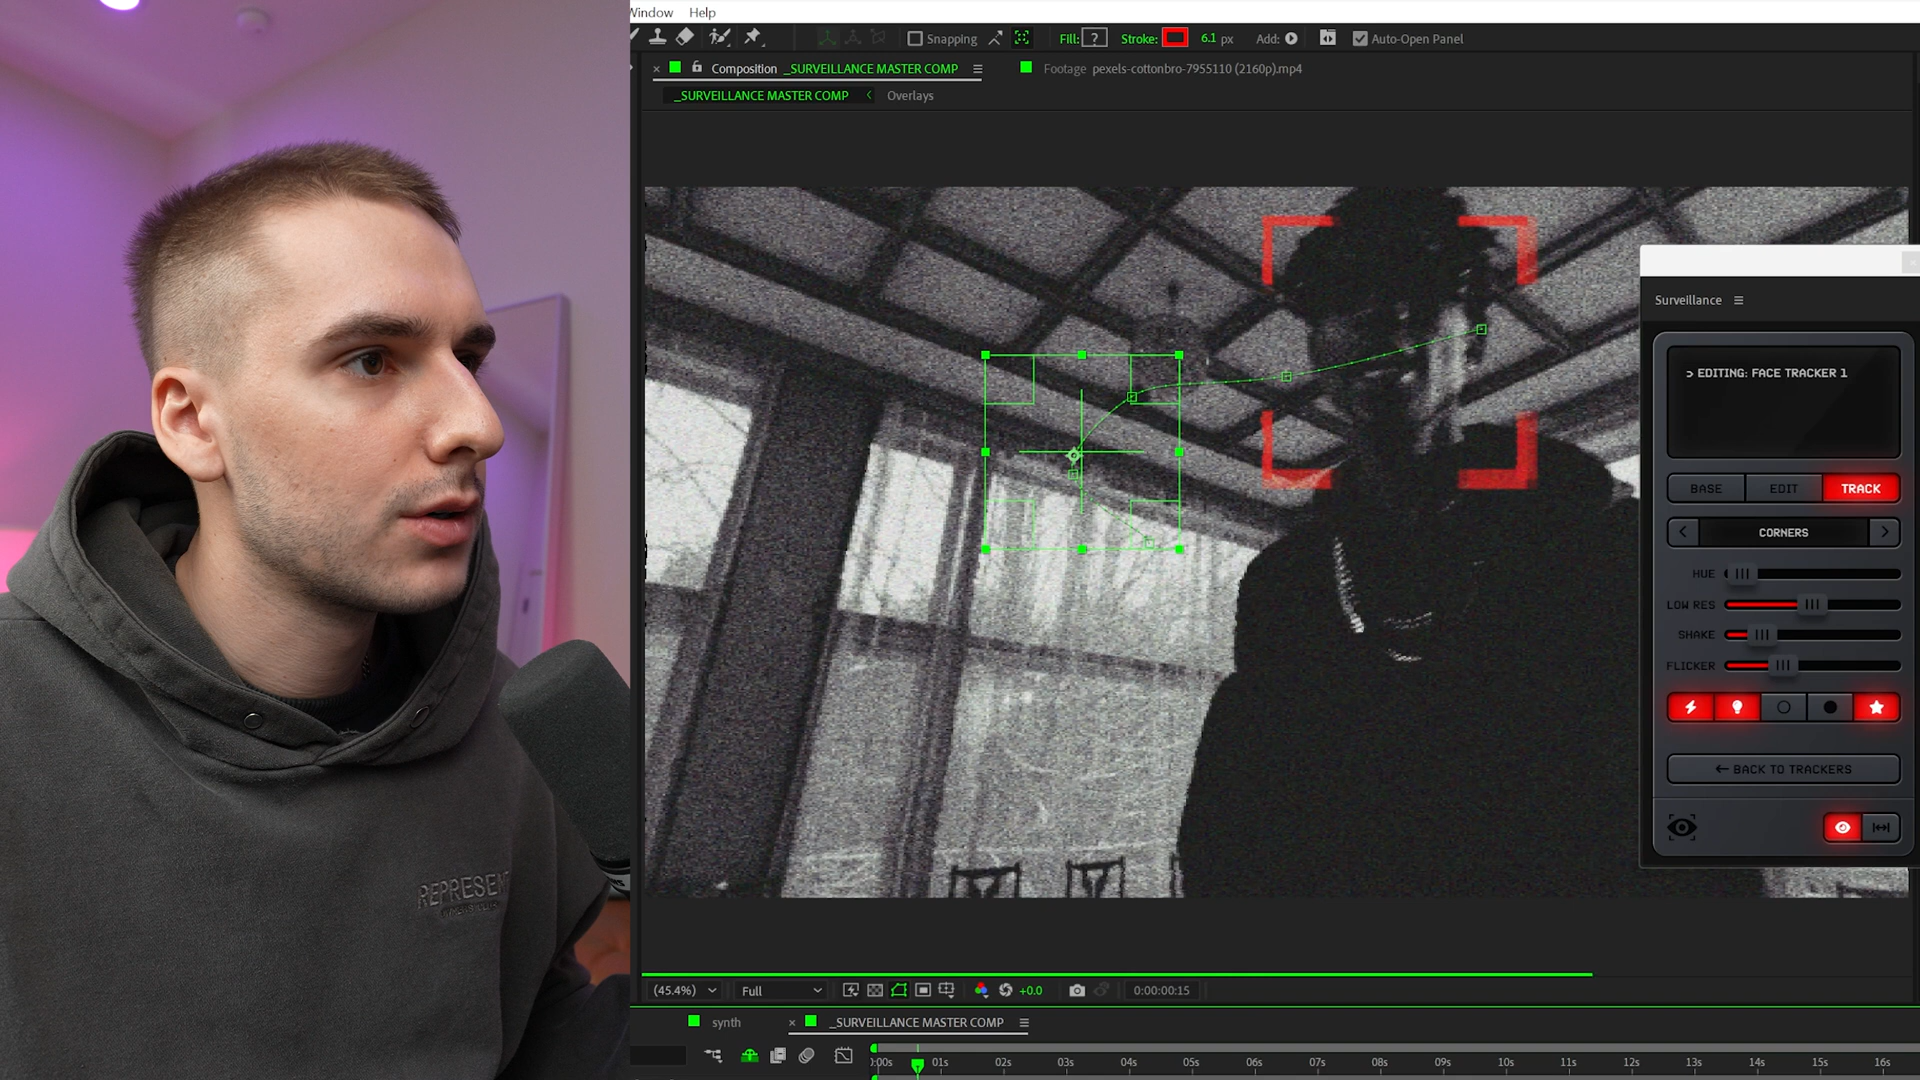 Window Help
Snapping Fill: ? Stroke: 6.1 px Add: Auto-Open Panel
× Composition _SURVEILLANCE MASTER COMP Footage pexels-cottonbro-7955110 (2160p).mp4
_SURVEILLANCE MASTER COMP < Overlays
Surveillance
EDITING: FACE TRACKER 1
BASE EDIT TRACK
< CORNERS >
HUE
LOW RES
SHAKE
FLICKER
← BACK TO TRACKERS
REPRESEN
(45.4%) Full +0.0 0:00:00:15
synth × _SURVEILLANCE MASTER COMP
:00s 01s 02s 03s 04s 05s 06s 07s 08s 09s 10s 11s 12s 13s 14s 15s 16s